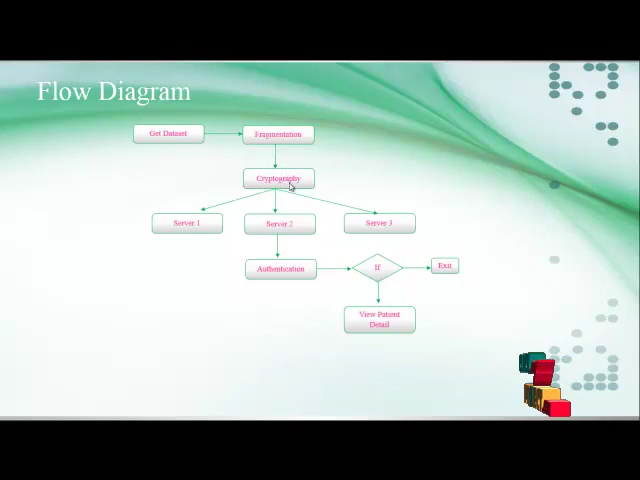 Flow Diagram
Get Dataset
Fragmentation
Cryptography
Server 1
Server 2
Server 3
Authentication
If
Exit
View Patient
Detail